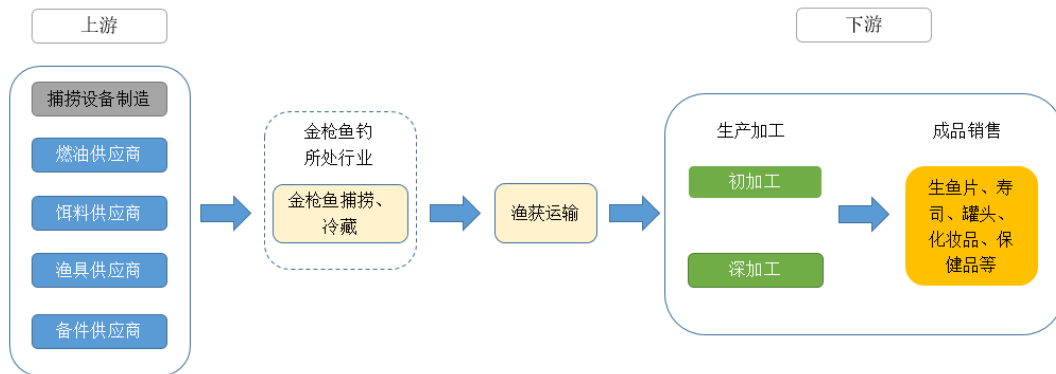 上游
下游
捕捞设备制造
燃油供应商
饵料供应商
渔具供应商
备件供应商
金枪鱼钓
所处行业
金枪鱼捕捞、
冷藏
渔获运输
生产加工
初加工
深加工
成品销售
生鱼片、寿
司、罐头、
化妆品、保
健品等